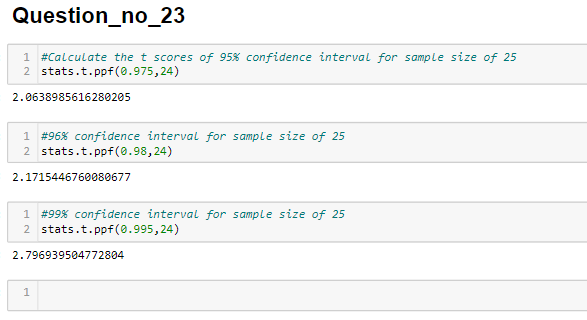 Question_no_23
1 #Calculate the t scores of 95% confidence interval for sample size of 25
2 stats.t.ppf(0.975,24)
2.0638985616280205
1 #96% confidence interval for sample size of 25
2 stats.t.ppf(0.98,24)
2.1715446760080677
1 #99% confidence interval for sample size of 25
2 stats.t.ppf(0.995,24)
2.796939504772804
1